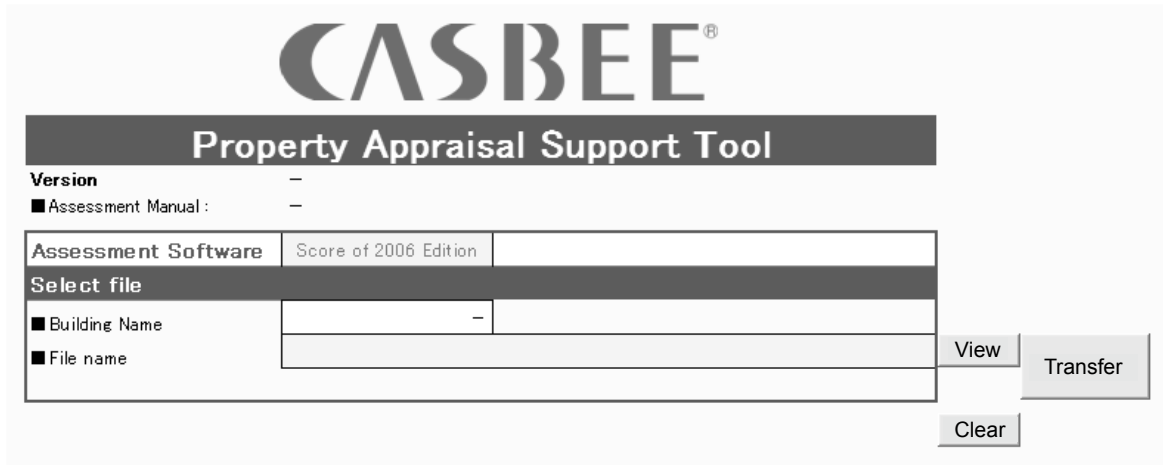 CASBEE®
Property Appraisal Support Tool
Version –
■Assessment Manual : –
Assessment Software Score of 2006 Edition
Select file
■Building Name –
■File name
View
Transfer
Clear